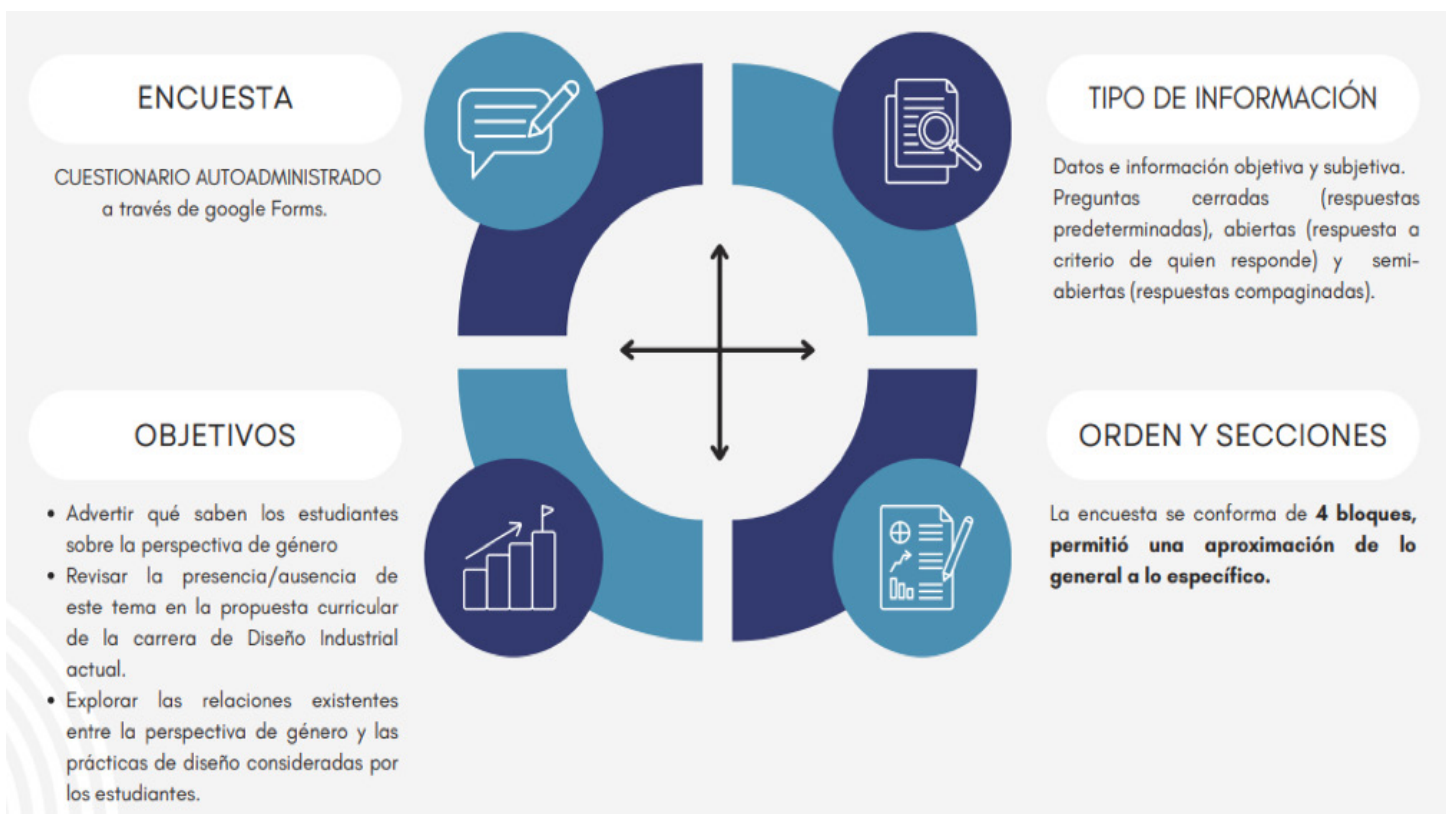 ENCUESTA
CUESTIONARIO AUTOADMINISTRADO
a través de google Forms.
TIPO DE INFORMACIÓN
Datos e información objetiva y subjetiva.
Preguntas cerradas (respuestas
predeterminadas), abiertas (respuesta a
criterio de quien responde) y semi-
abiertas (respuestas compaginadas).
OBJETIVOS
• Advertir qué saben los estudiantes
sobre la perspectiva de género
• Revisar la presencia/ausencia de
este tema en la propuesta curricular
de la carrera de Diseño Industrial
actual.
• Explorar las relaciones existentes
entre la perspectiva de género y las
prácticas de diseño consideradas por
los estudiantes.
ORDEN Y SECCIONES
La encuesta se conforma de 4 bloques,
permitió una aproximación de lo
general a lo específico.